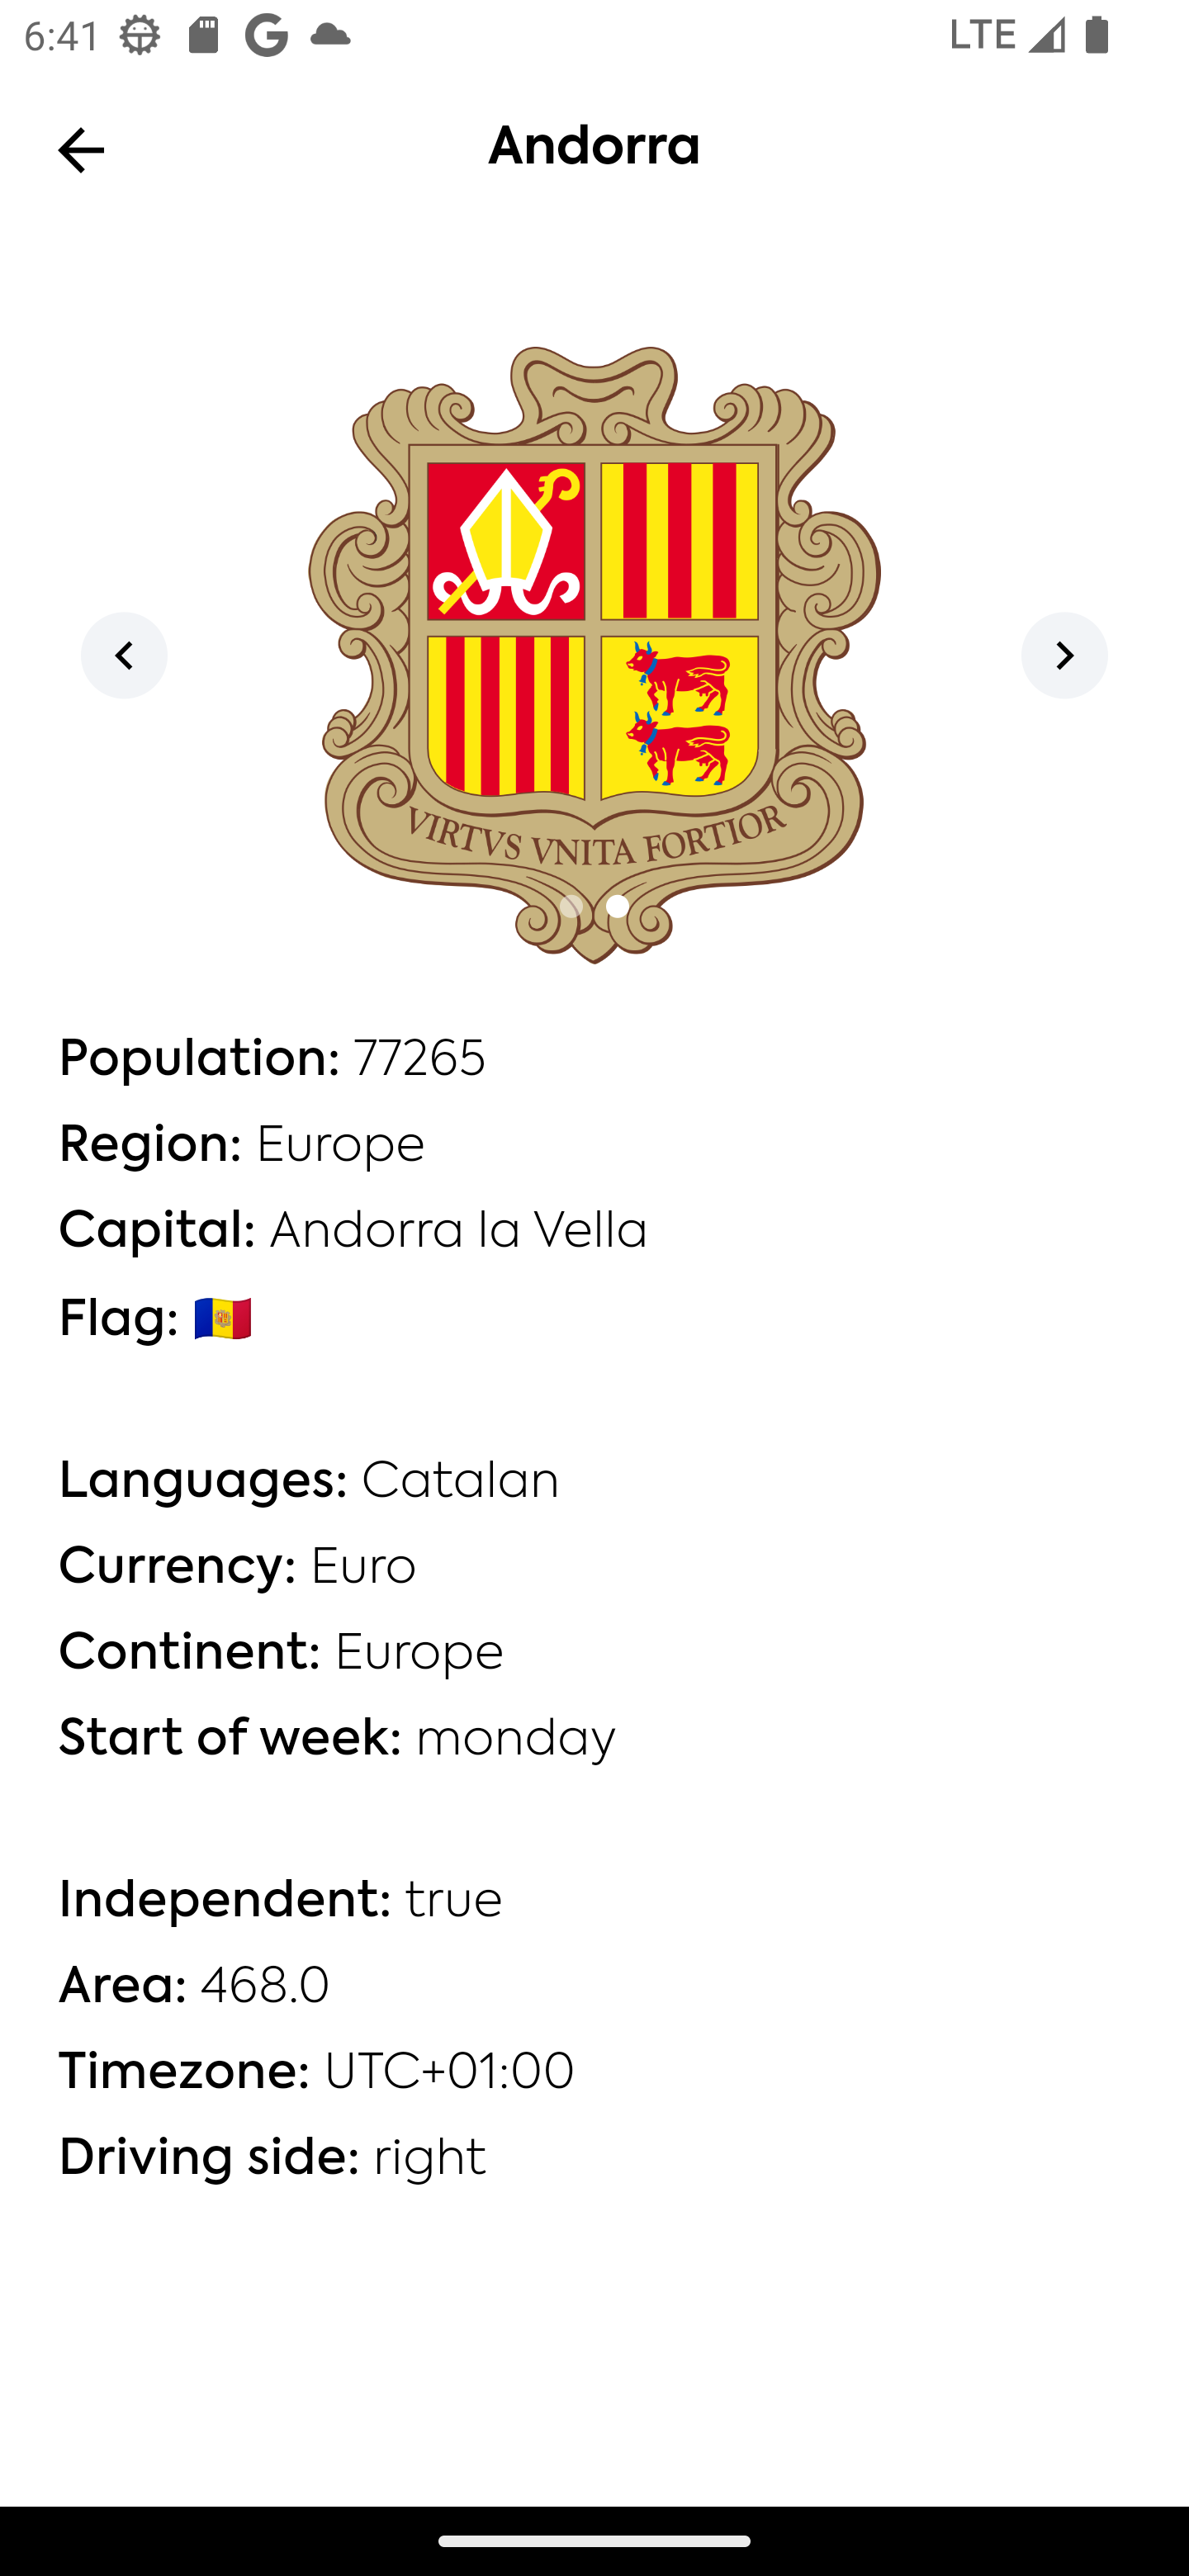 6:41 LTE
Andorra
VIRTVS VNITA FORTIOR
Population: 77265
Region: Europe
Capital: Andorra la Vella
Flag: 🇦🇩
Languages: Catalan
Currency: Euro
Continent: Europe
Start of week: monday
Independent: true
Area: 468.0
Timezone: UTC+01:00
Driving side: right